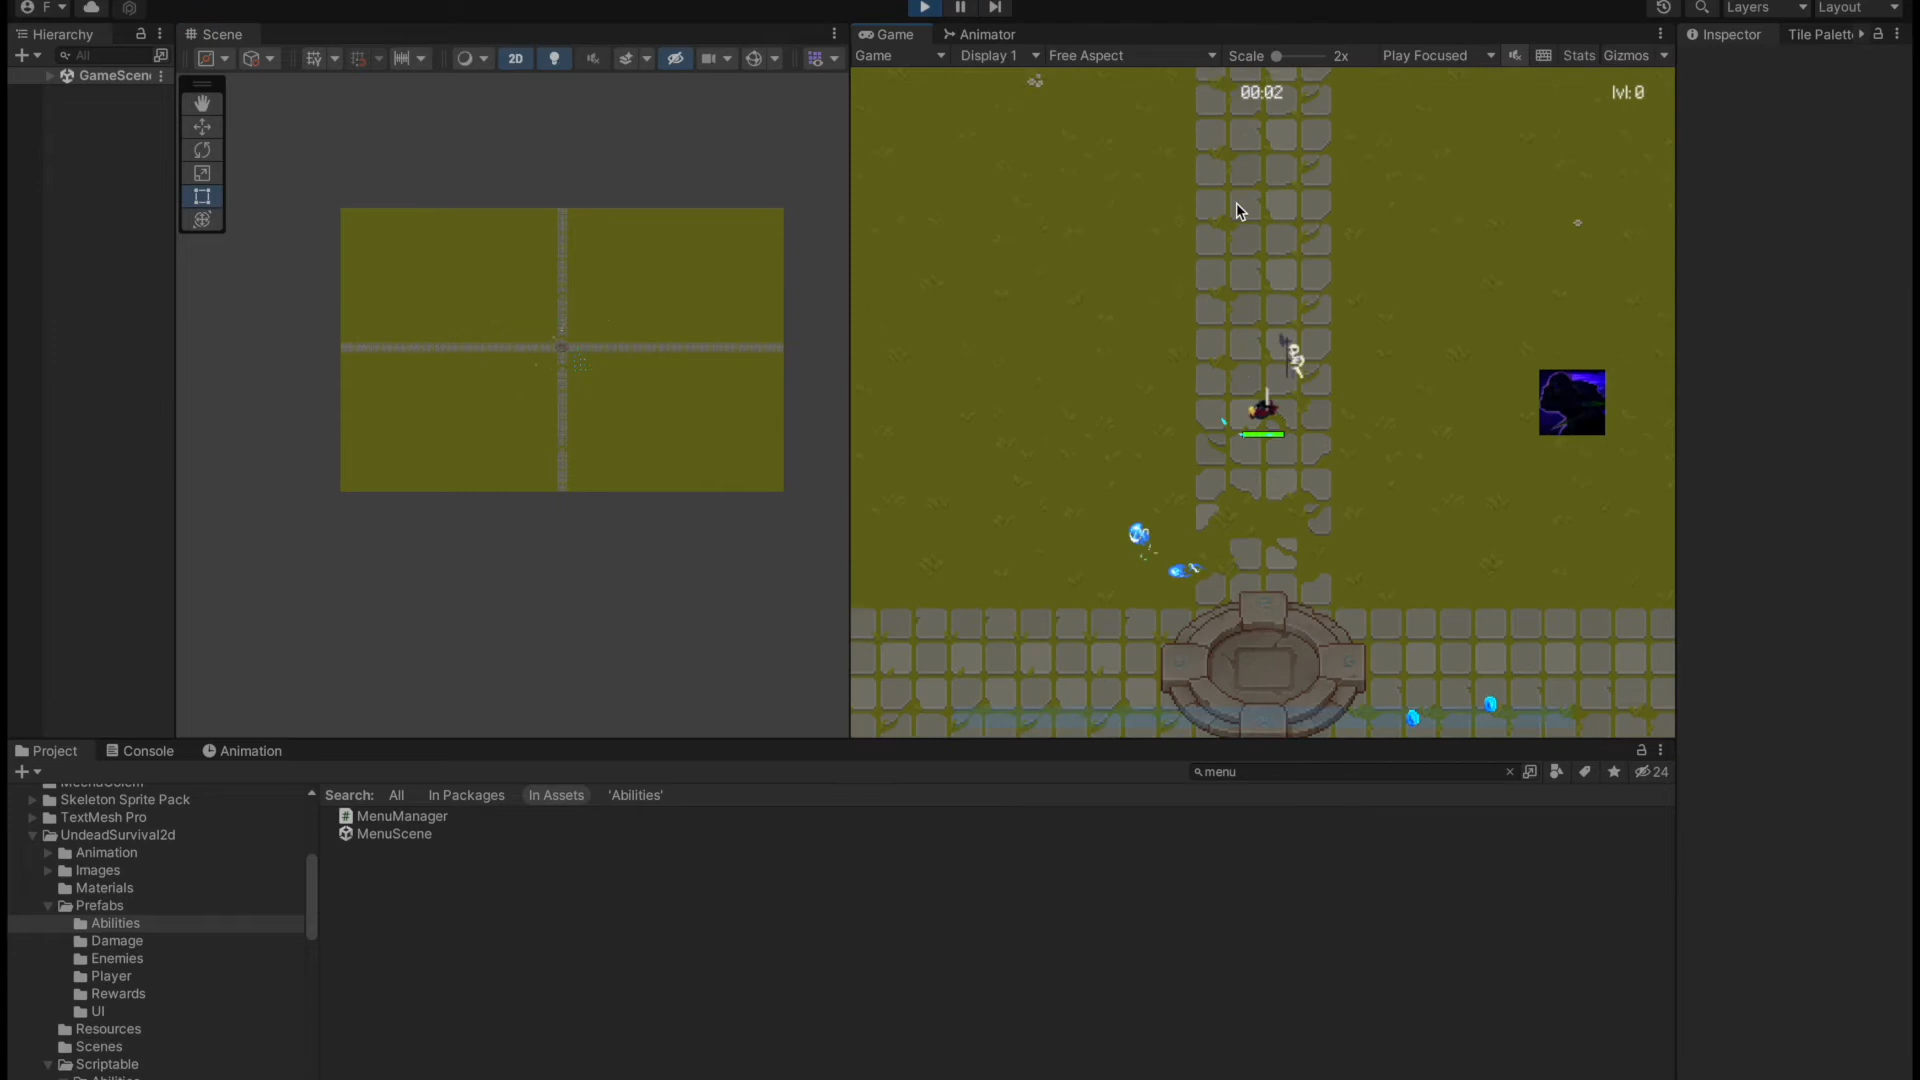 F
Layers
Layout
Hierarchy
Scene
Game
Animator
Inspector
Tile Palett
All
2D
Game
Display 1
Free Aspect
Scale
2x
Play Focused
Stats
Gizmos
GameScen
00:02
lvl: 0
Project
Console
Animation
menu
24
Skeleton Sprite Pack
TextMesh Pro
UndeadSurvival2d
Animation
Images
Materials
Prefabs
Abilities
Damage
Enemies
Player
Rewards
UI
Resources
Scenes
Scriptable
Search:
All
In Packages
In Assets
'Abilities'
MenuManager
MenuScene